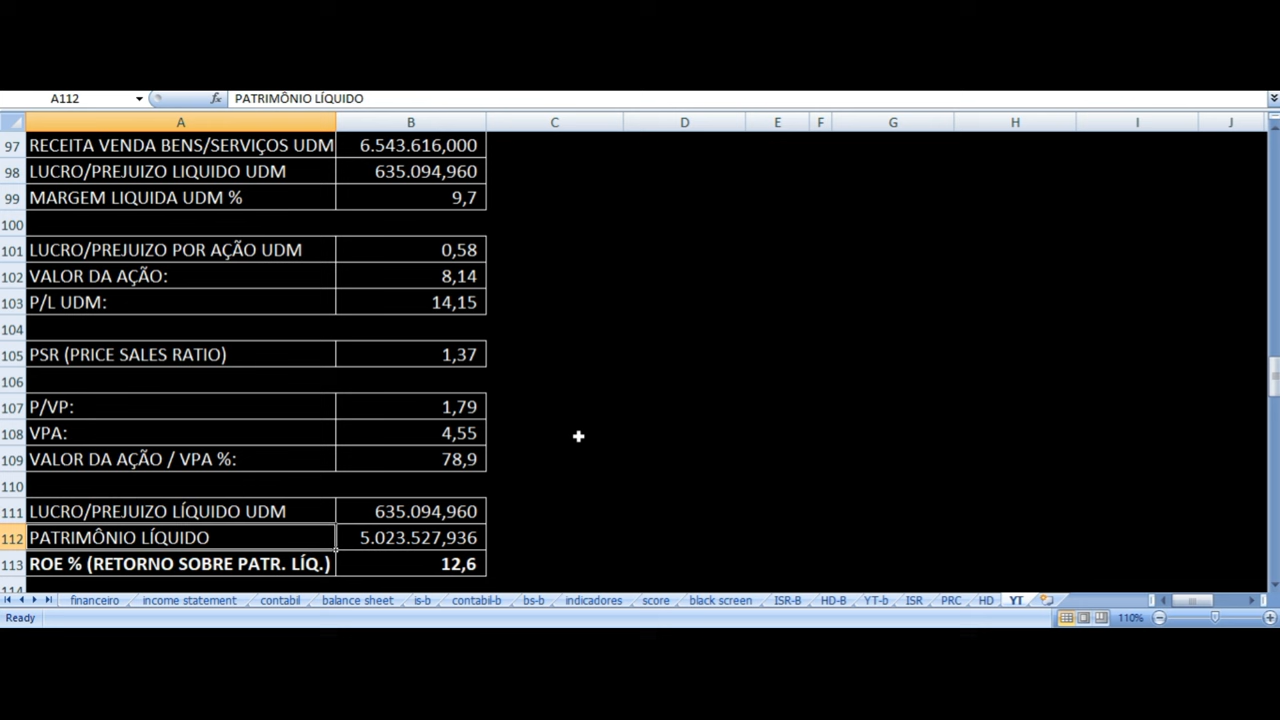 A112 fx PATRIMÔNIO LÍQUIDO
A B C D E F G H I J
97 RECEITA VENDA BENS/SERVIÇOS UDM 6.543.616,000
98 LUCRO/PREJUIZO LIQUIDO UDM 635.094,960
99 MARGEM LIQUIDA UDM % 9,7
100
101 LUCRO/PREJUIZO POR AÇÃO UDM 0,58
102 VALOR DA AÇÃO: 8,14
103 P/L UDM: 14,15
104
105 PSR (PRICE SALES RATIO) 1,37
106
107 P/VP: 1,79
108 VPA: 4,55
109 VALOR DA AÇÃO / VPA %: 78,9
110
111 LUCRO/PREJUIZO LÍQUIDO UDM 635.094,960
112 PATRIMÔNIO LÍQUIDO 5.023.527,936
113 ROE % (RETORNO SOBRE PATR. LÍQ.) 12,6
114
financeiro income statement contabil balance sheet is-b contabil-b bs-b indicadores score black screen ISR-B HD-B YT-b ISR PRC HD YT
Ready 110%